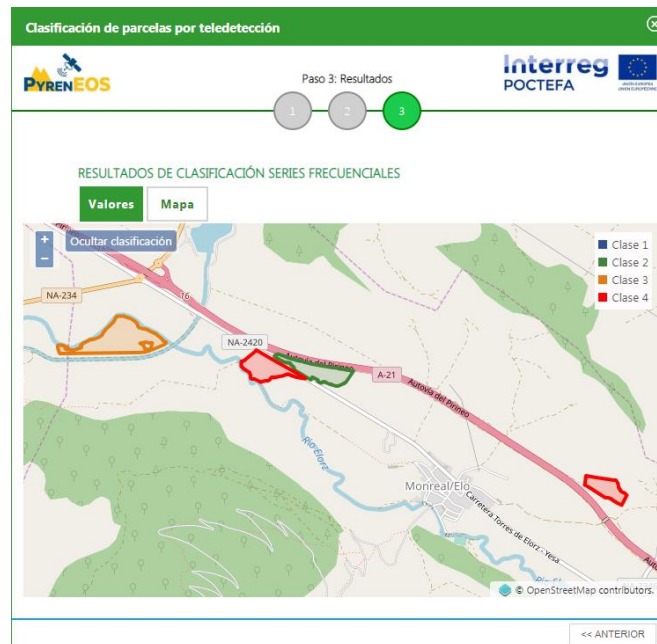 Clasificación de parcelas por teledetección
PYRENEOS
Paso 3: Resultados
Interreg
POCTEFA
1
2
3
RESULTADOS DE CLASIFICACIÓN SERIES FRECUENCIALES
Valores
Mapa
+
Ocultar clasificación
-
Clase 1
Clase 2
Clase 3
Clase 4
NA-234
16
NA-2420
Autovía del Pirineo
A-21
Autovía del Pirineo
Río Elorz
Monreal/Elo
Carretera Torres de Elorz - Yesa
© OpenStreetMap contributors.
<< ANTERIOR